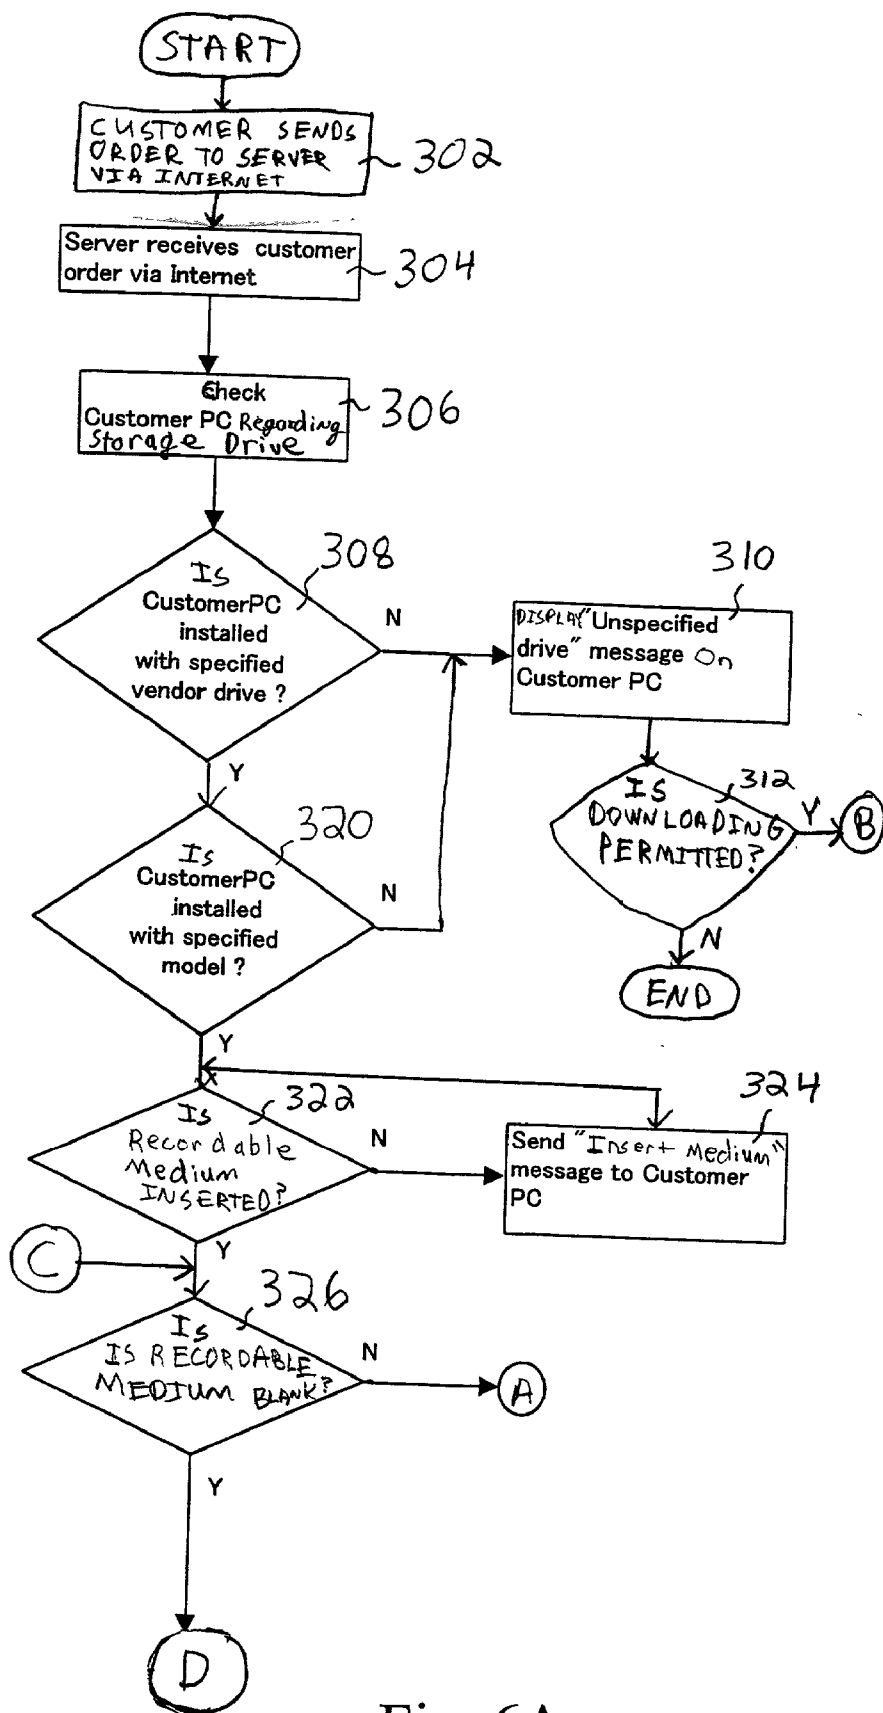 START
CUSTOMER SENDS
ORDER TO SERVER
VIA INTERNET
302
Server receives customer
order via Internet
304
Check
Customer PC Regarding
Storage Drive
306
Is
CustomerPC
installed
with specified
vendor drive ?
308
N
Y
DISPLAY "Unspecified
drive" message On
Customer PC
310
IS
DOWNLOADING
PERMITTED?
312
Y
B
N
END
Is
CustomerPC
installed
with specified
model ?
320
N
Y
Is
Recordable
Medium
INSERTED?
322
N
Y
Send "Insert Medium"
message to Customer
PC
324
C
Is
IS RECORDABLE
MEDIUM BLANK?
326
N
A
Y
D
Fig. 6A